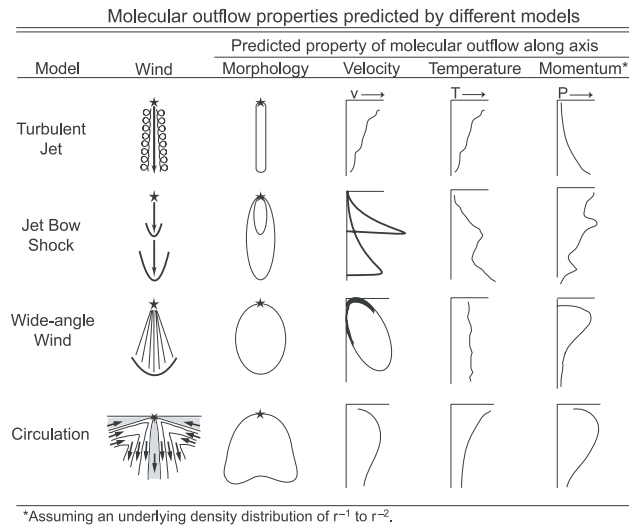 Molecular outflow properties predicted by different models
Predicted property of molecular outflow along axis
Model Wind Morphology Velocity Temperature Momentum*
v T P
Turbulent
Jet
Jet Bow
Shock
Wide-angle
Wind
Circulation
*Assuming an underlying density distribution of r⁻¹ to r⁻².